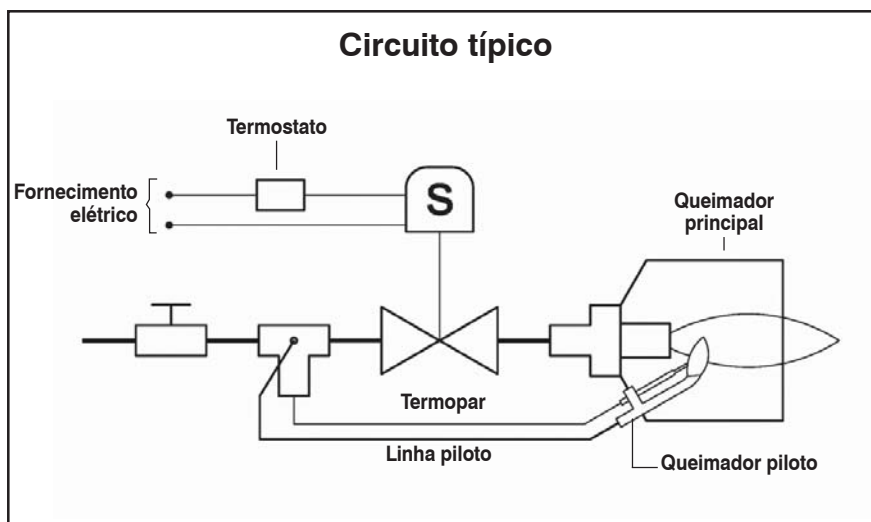 Circuito típico
Termostato
Fornecimento
elétrico
S
Queimador
principal
Termopar
Linha piloto
Queimador piloto